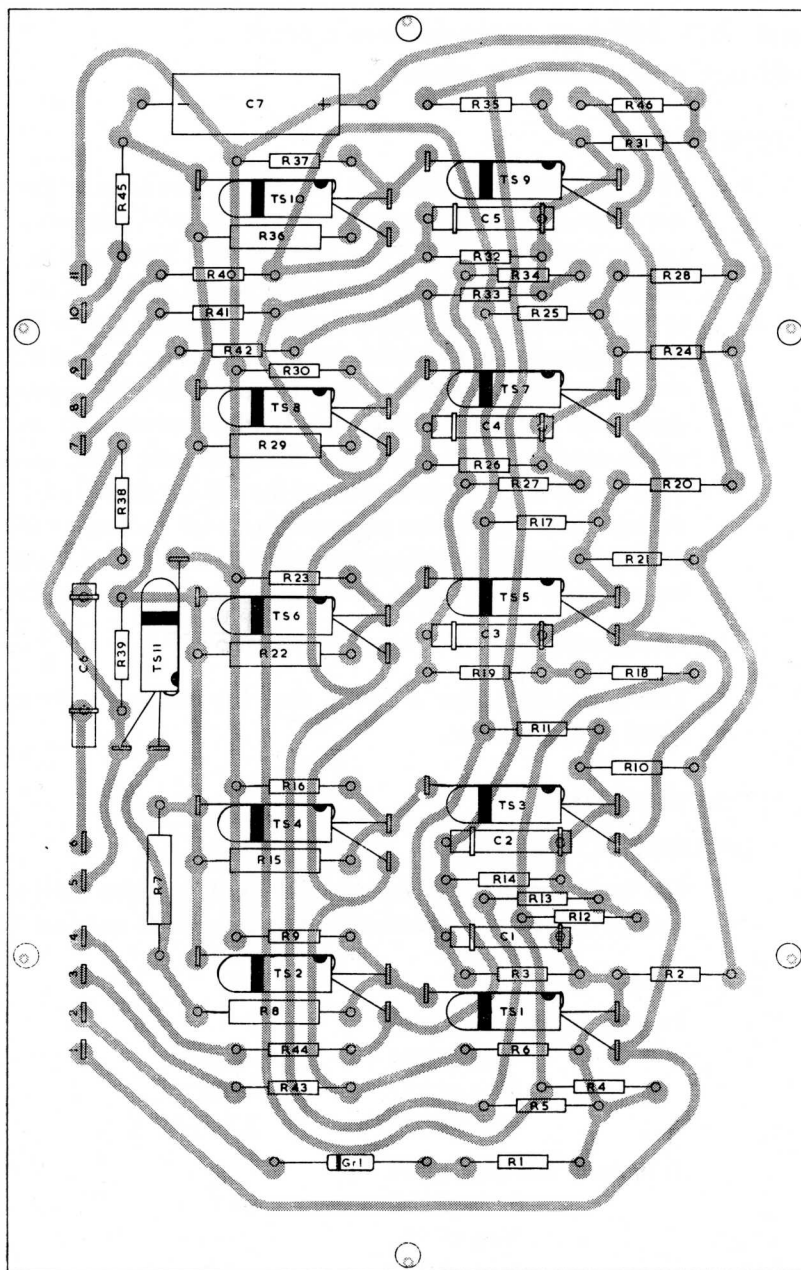 C7
R35
R46
R31
R37
TS9
R45
TS10
C5
R36
R32
11
R40
R34
R28
R33
10
R41
R25
R42
R24
9
R30
TS7
8
TS8
C4
7
R29
R26
R38
R27
R20
R17
R21
R23
TS5
TS6
C3
R39
TS11
C6
R22
R19
R18
R11
R10
R16
TS3
TS4
6
C2
R15
5
R14
R7
R13
R12
4
R9
C1
3
TS2
R3
R2
2
R8
TS1
1
R44
R6
R43
R4
R5
Gr1
R1